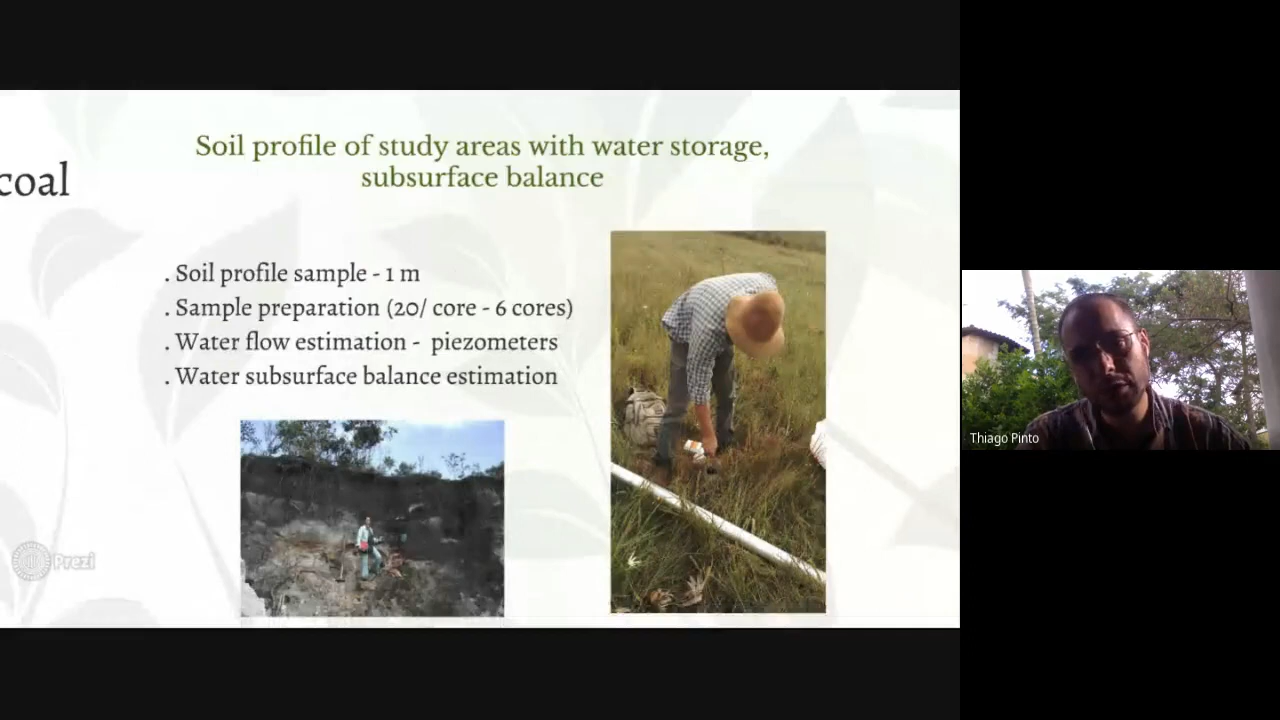 coal
Soil profile of study areas with water storage,
subsurface balance
. Soil profile sample - 1 m
. Sample preparation (20/ core - 6 cores)
. Water flow estimation - piezometers
. Water subsurface balance estimation
Prezi
Thiago Pinto